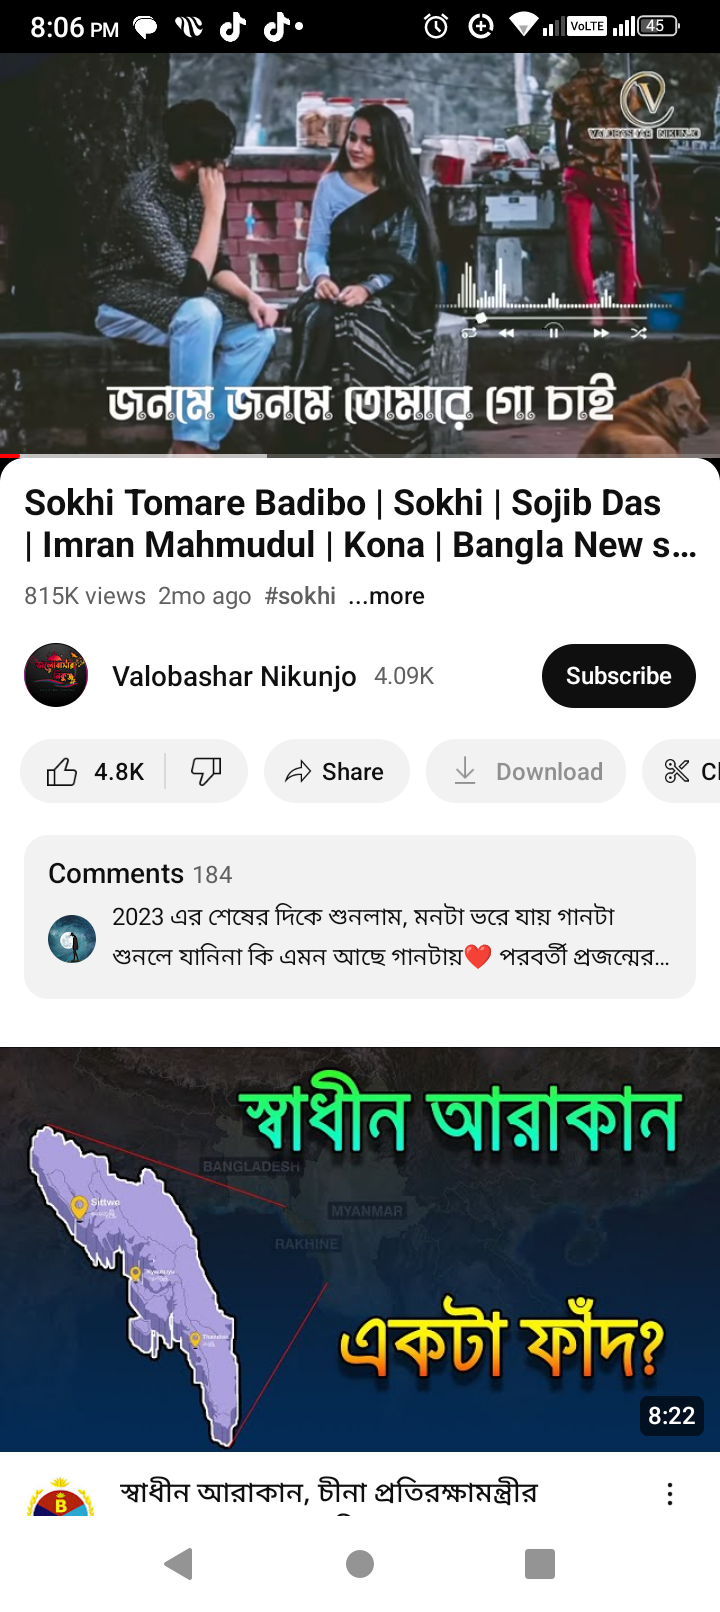 8:06 PM
VoLTE
45
VALOBASHAR NIKUNJO
জনমে জনমে তোমারে গো চাই
Sokhi Tomare Badibo | Sokhi | Sojib Das
| Imran Mahmudul | Kona | Bangla New s...
815K views 2mo ago #sokhi ...more
Valobashar Nikunjo 4.09K
Subscribe
4.8K
Share
Download
Comments 184
2023 এর শেষের দিকে শুনলাম, মনটা ভরে যায় গানটা
শুনলে যানিনা কি এমন আছে গানটায়❤️ পরবর্তী প্রজন্মের...
স্বাধীন আরাকান
BANGLADESH
Sittwe
MYANMAR
RAKHINE
একটা ফাঁদ?
8:22
B
স্বাধীন আরাকান, চীনা প্রতিরক্ষামন্ত্রীর